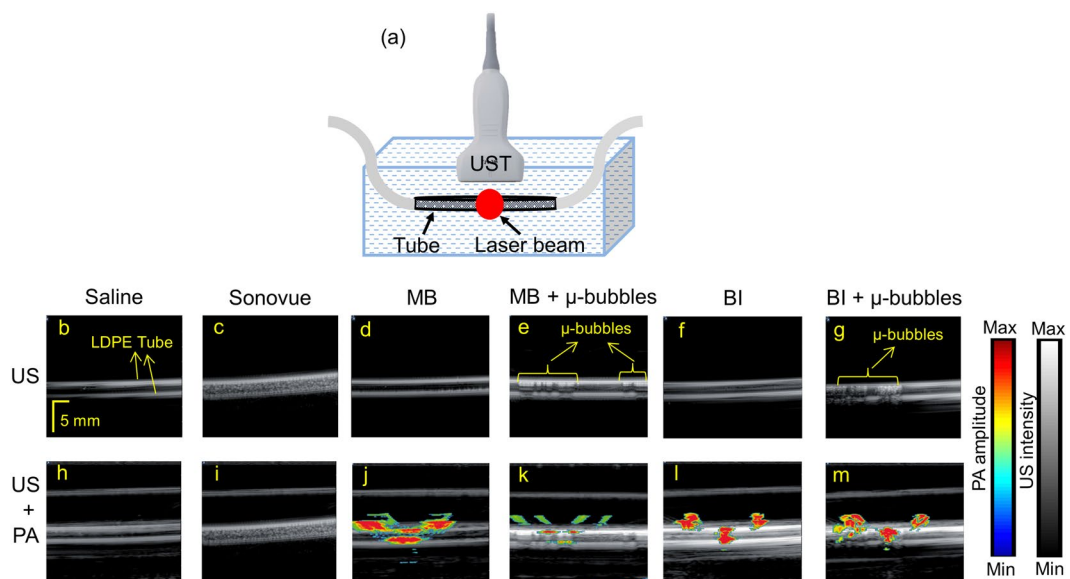 (a)
UST
Tube
Laser beam
Saline
Sonovue
MB
MB + µ-bubbles
BI
BI + µ-bubbles
US
b
LDPE Tube
5 mm
c
d
e
µ-bubbles
f
g
µ-bubbles
US
+
PA
h
i
j
k
l
m
Max
Max
PA amplitude
US intensity
Min
Min